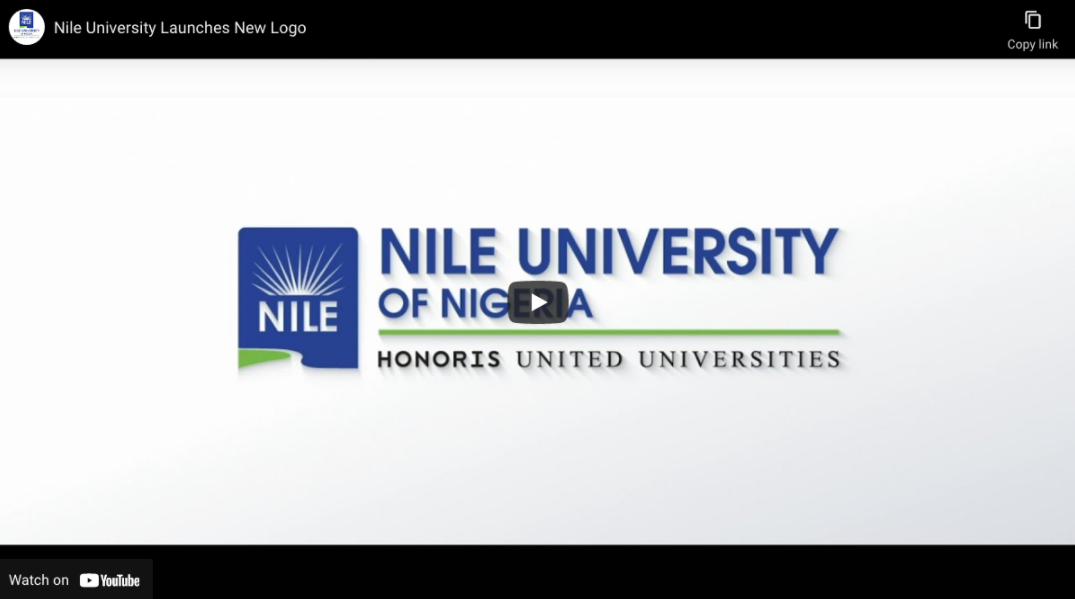 Nile University Launches New Logo
Copy link
NILE UNIVERSITY
OF NIGERIA
NILE
HONORIS UNITED UNIVERSITIES
Watch on YouTube